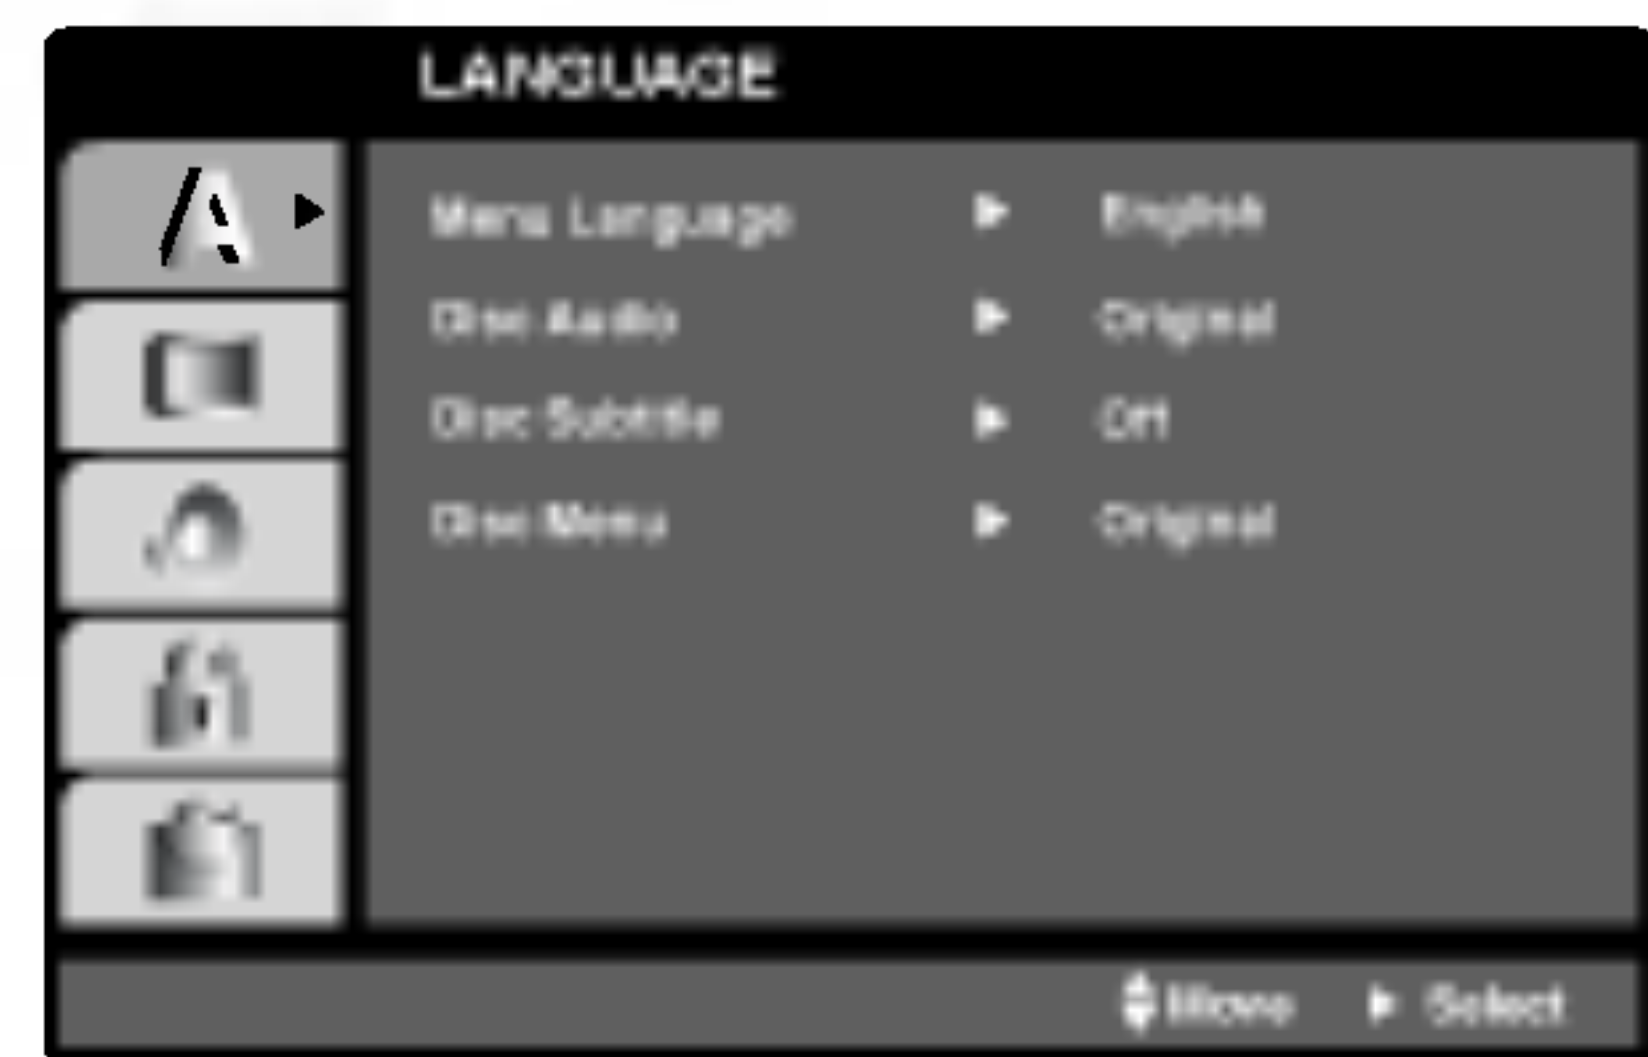 LANGUAGE
Menu Language ► English
Disc Audio ► Original
Disc Subtitle ► Off
Disc Menu ► Original
Move ► Select